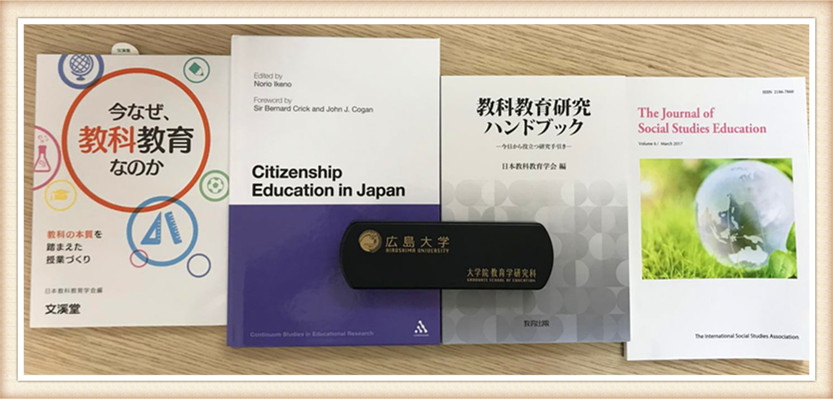 今なぜ、
教科教育
なのか
教科の本質を
踏まえた
授業づくり
日本教科教育学会編
文溪堂
Edited by
Norio Ikeno
Foreword by
Sir Bernard Crick and John J. Cogan
Citizenship
Education in Japan
Continuum Studies in Educational Research
広島大学
HIROSHIMA UNIVERSITY
大学院教育学研究科
GRADUATE SCHOOL OF EDUCATION
教科教育研究
ハンドブック
―今日から役立つ研究手引き―
日本教科教育学会 編
教育出版
The Journal of
Social Studies Education
Volume 6 / March 2017
The International Social Studies Association